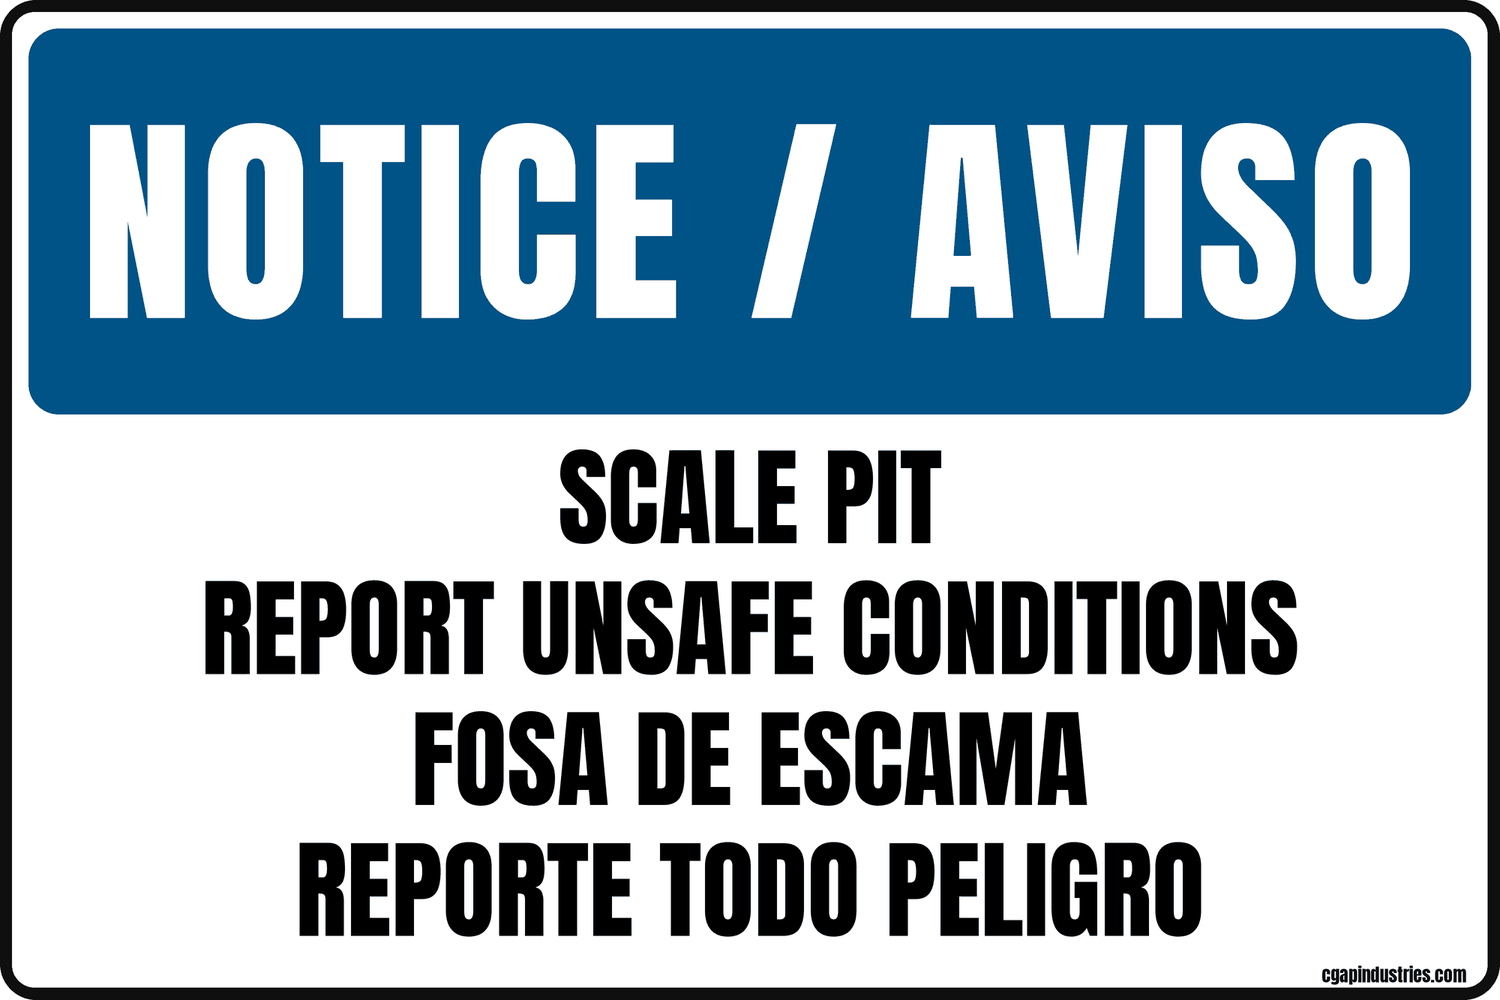 NOTICE / AVISO
SCALE PIT
REPORT UNSAFE CONDITIONS
FOSA DE ESCAMA
REPORTE TODO PELIGRO
cgapindustries.com